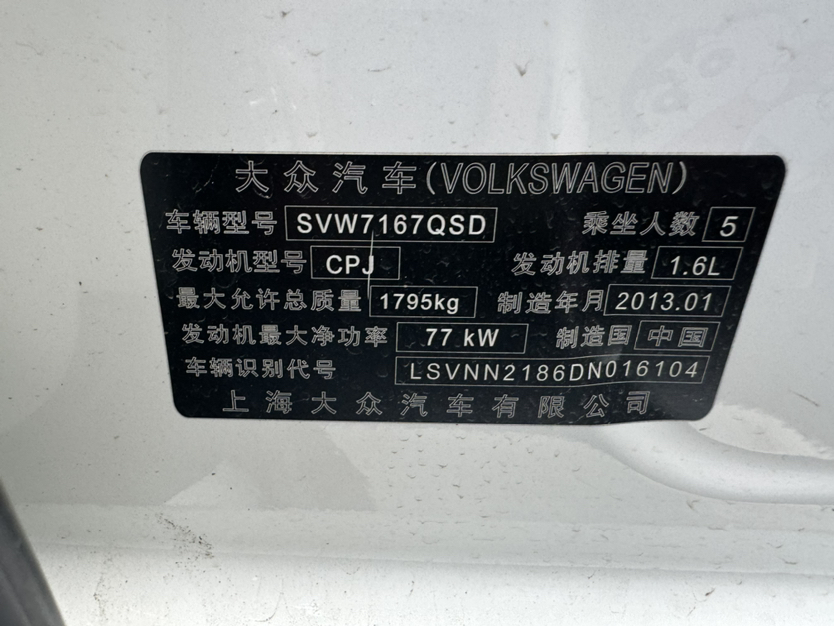 大众汽车(VOLKSWAGEN)
车辆型号 SVW7167QSD 乘坐人数 5
发动机型号 CPJ 发动机排量 1.6L
最大允许总质量 1795kg 制造年月 2013.01
发动机最大净功率 77 kW 制造国 中国
车辆识别代号 LSVNN2186DN016104
上海大众汽车有限公司